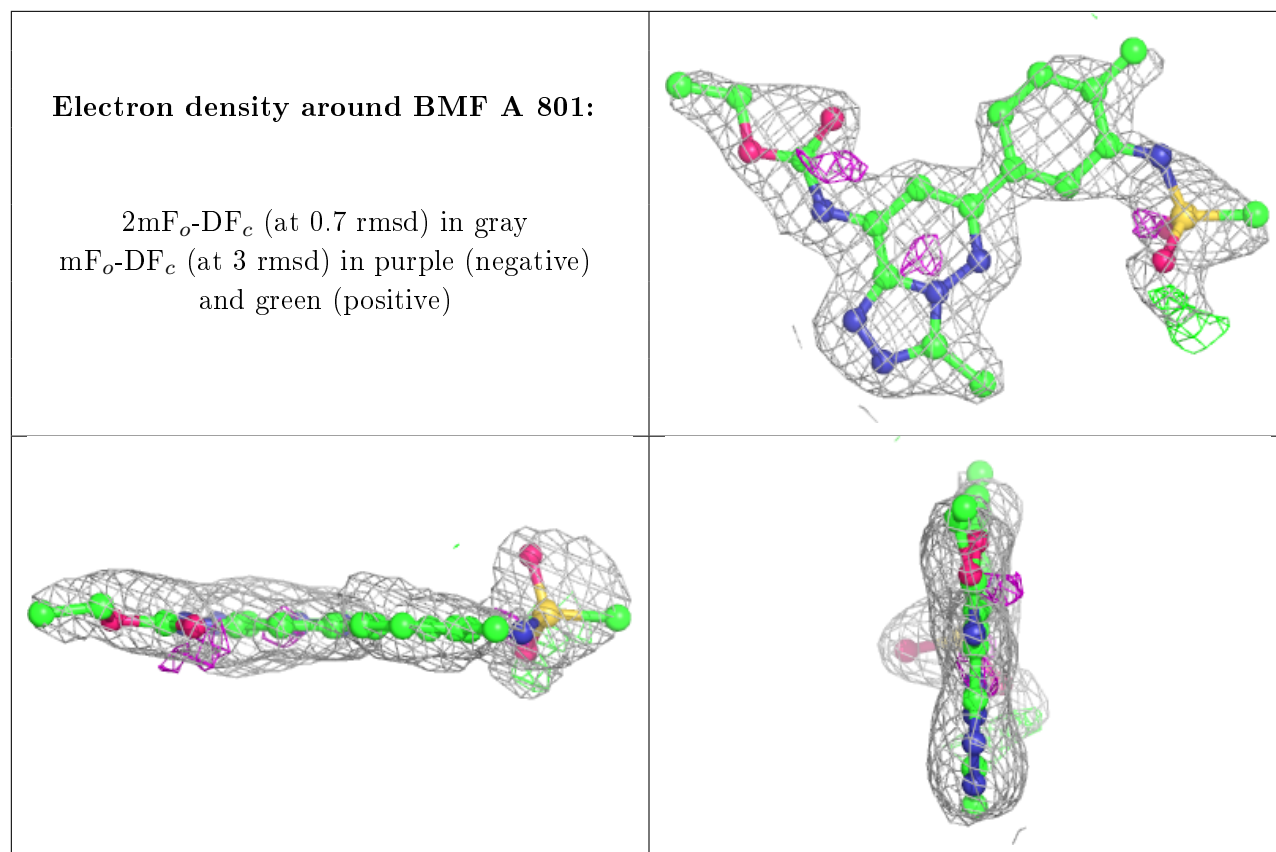 Electron density around BMF A 801:
2mFₒ-DF𝒸 (at 0.7 rmsd) in gray
mFₒ-DF𝒸 (at 3 rmsd) in purple (negative)
and green (positive)